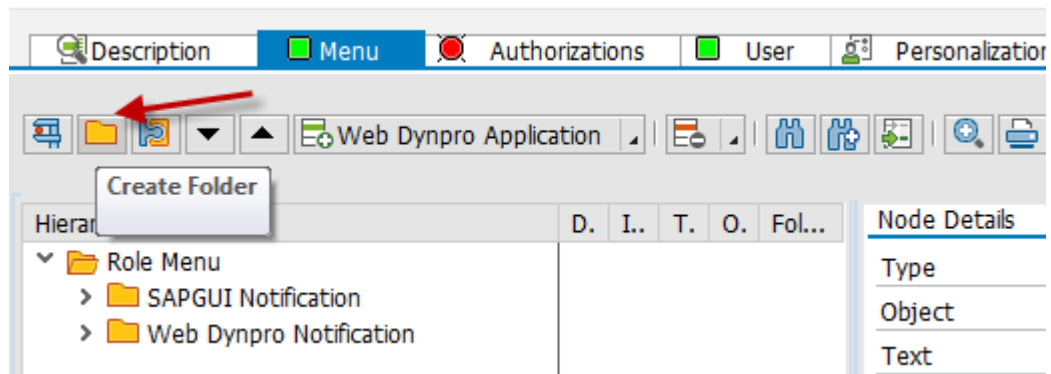 Description Menu Authorizations User Personalization
Web Dynpro Application
Create Folder
Hierar D. I.. T. O. Fol... Node Details
Role Menu Type
SAPGUI Notification Object
Web Dynpro Notification Text